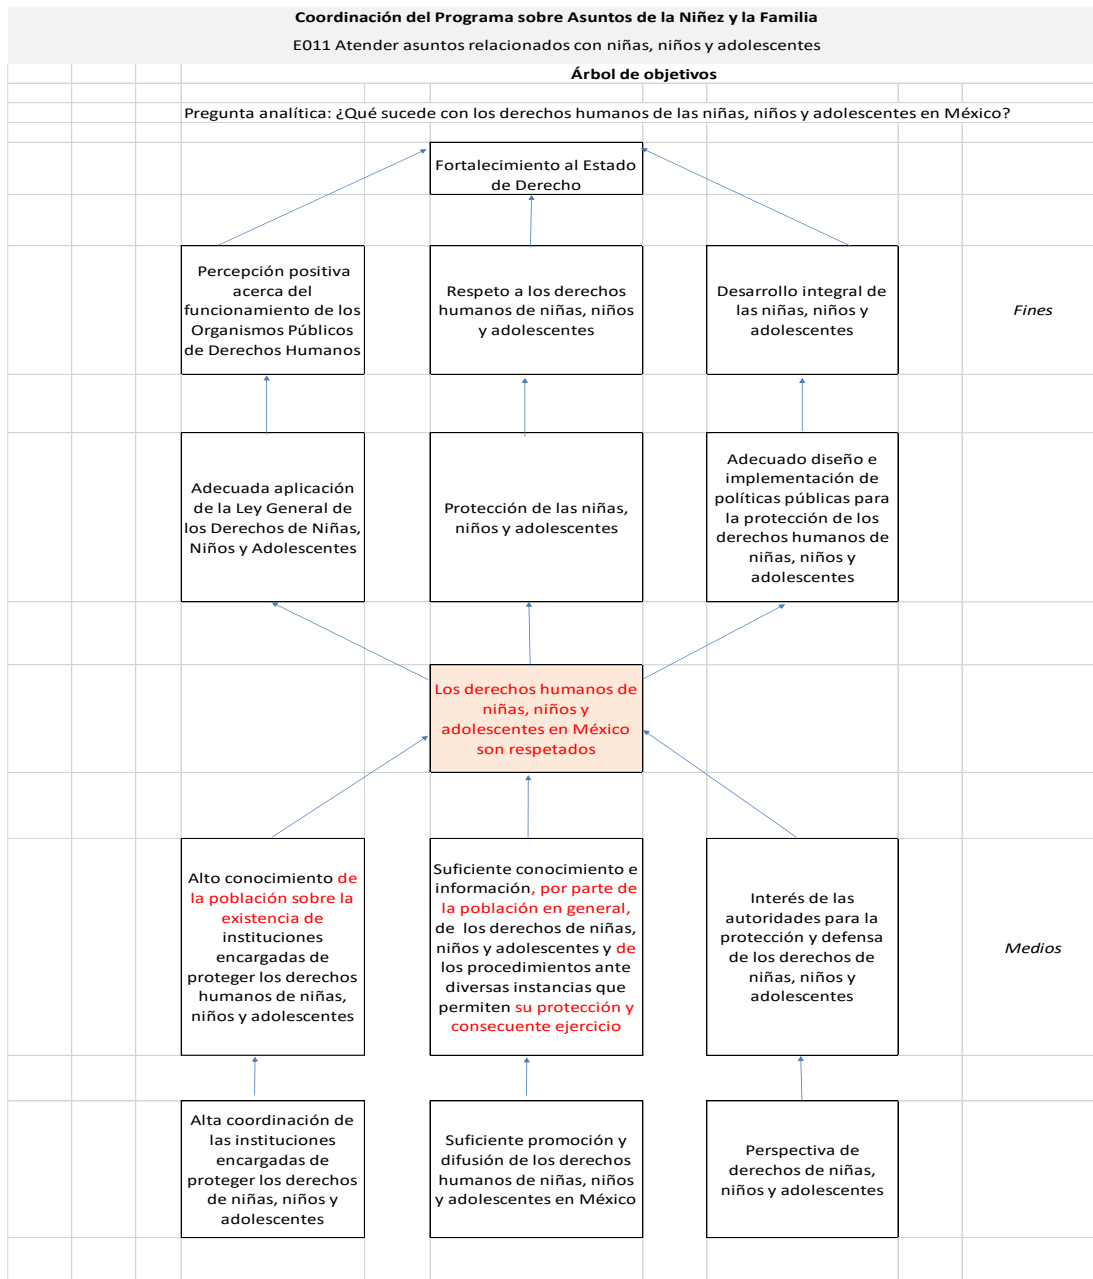 Coordinación del Programa sobre Asuntos de la Niñez y la Familia
E011 Atender asuntos relacionados con niñas, niños y adolescentes
Árbol de objetivos
Pregunta analítica: ¿Qué sucede con los derechos humanos de las niñas, niños y adolescentes en México?
Fortalecimiento al Estado
de Derecho
Percepción positiva
acerca del
funcionamiento de los
Organismos Públicos
de Derechos Humanos
Respeto a los derechos
humanos de niñas, niños
y adolescentes
Desarrollo integral de
las niñas, niños y
adolescentes
Fines
Adecuada aplicación
de la Ley General de
los Derechos de Niñas,
Niños y Adolescentes
Protección de las niñas,
niños y adolescentes
Adecuado diseño e
implementación de
políticas públicas para
la protección de los
derechos humanos de
niñas, niños y
adolescentes
Los derechos humanos de
niñas, niños y
adolescentes en México
son respetados
Alto conocimiento de
la población sobre la
existencia de
instituciones
encargadas de
proteger los derechos
humanos de niñas,
niños y adolescentes
Suficiente conocimiento e
información, por parte de
la población en general,
de  los derechos de niñas,
niños y adolescentes y de
los procedimientos ante
diversas instancias que
permiten su protección y
consecuente ejercicio
Interés de las
autoridades para la
protección y defensa
de los derechos de
niñas, niños y
adolescentes
Medios
Alta coordinación de
las instituciones
encargadas de
proteger los derechos
de niñas, niños y
adolescentes
Suficiente promoción y
difusión de los derechos
humanos de niñas, niños
y adolescentes en México
Perspectiva de
derechos de niñas,
niños y adolescentes